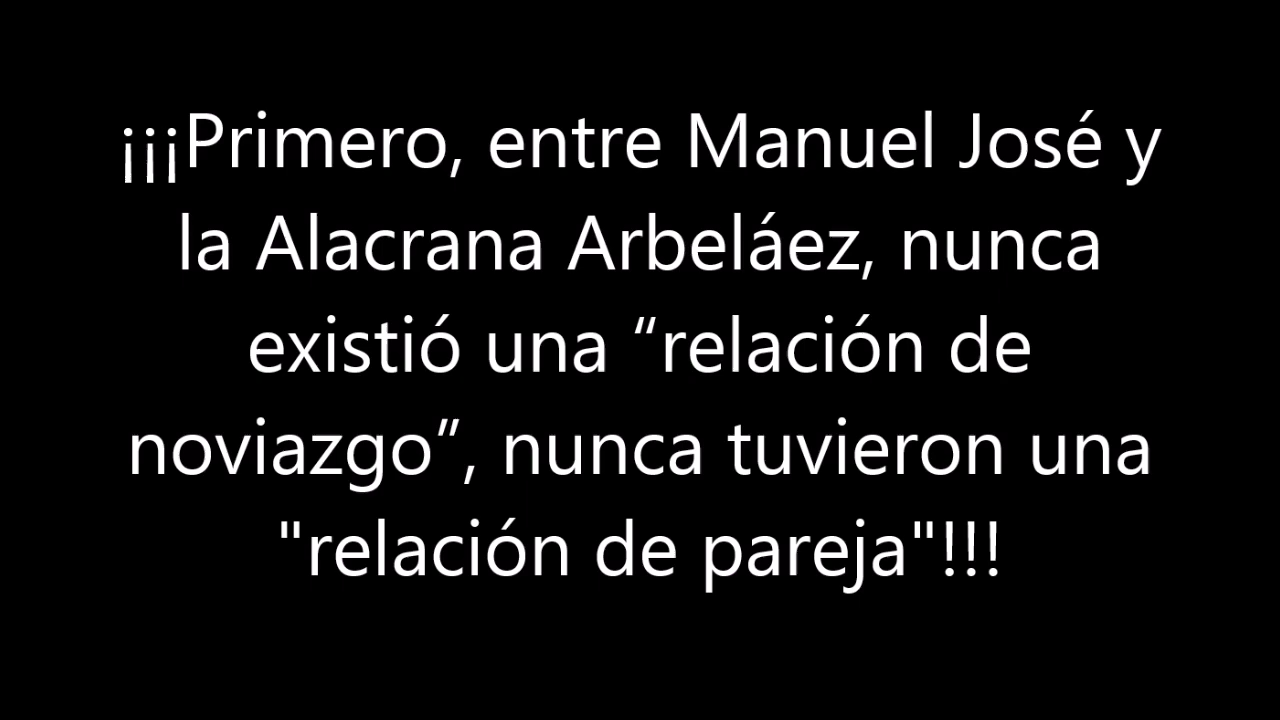 ¡¡¡Primero, entre Manuel José y
la Alacrana Arbeláez, nunca
existió una “relación de
noviazgo”, nunca tuvieron una
"relación de pareja"!!!